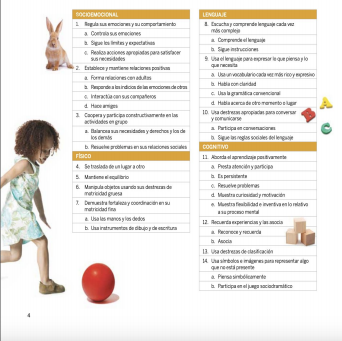 SOCIOEMOCIONAL
1. Regula sus emociones y su comportamiento
a. Controla sus emociones
b. Sigue los límites y expectativas
c. Realiza acciones apropiadas para satisfacer
sus necesidades
2. Establece y mantiene relaciones positivas
a. Forma relaciones con adultos
b. Responde a los indicios de las emociones de otros
c. Interactúa con sus compañeros
d. Hace amigos
3. Coopera y participa constructivamente en las
actividades en grupo
a. Balancea sus necesidades y derechos y los de
los demás
b. Resuelve problemas en sus relaciones sociales
FÍSICO
4. Se traslada de un lugar a otro
5. Mantiene el equilibrio
6. Manipula objetos usando sus destrezas de
motricidad gruesa
7. Demuestra fortaleza y coordinación en su
motricidad fina
a. Usa las manos y los dedos
b. Usa instrumentos de dibujo y de escritura
LENGUAJE
8. Escucha y comprende lenguaje cada vez
más complejo
a. Comprende el lenguaje
b. Sigue instrucciones
9. Usa el lenguaje para expresar lo que piensa y lo
que necesita
a. Usa un vocabulario cada vez más rico y expresivo
b. Habla con claridad
c. Usa la gramática convencional
d. Habla acerca de otro momento o lugar
10. Usa destrezas apropiadas para conversar
y comunicarse
a. Participa en conversaciones
b. Sigue las reglas sociales del lenguaje
COGNITIVO
11. Aborda el aprendizaje positivamente
a. Presta atención y participa
b. Es persistente
c. Resuelve problemas
d. Muestra curiosidad y motivación
e. Muestra flexibilidad e inventiva en lo relativo
a su proceso mental
12. Recuerda experiencias y las asocia
a. Reconoce y recuerda
b. Asocia
13. Usa destrezas de clasificación
14. Usa símbolos e imágenes para representar algo
que no está presente
a. Piensa simbólicamente
b. Participa en el juego sociodramático
4